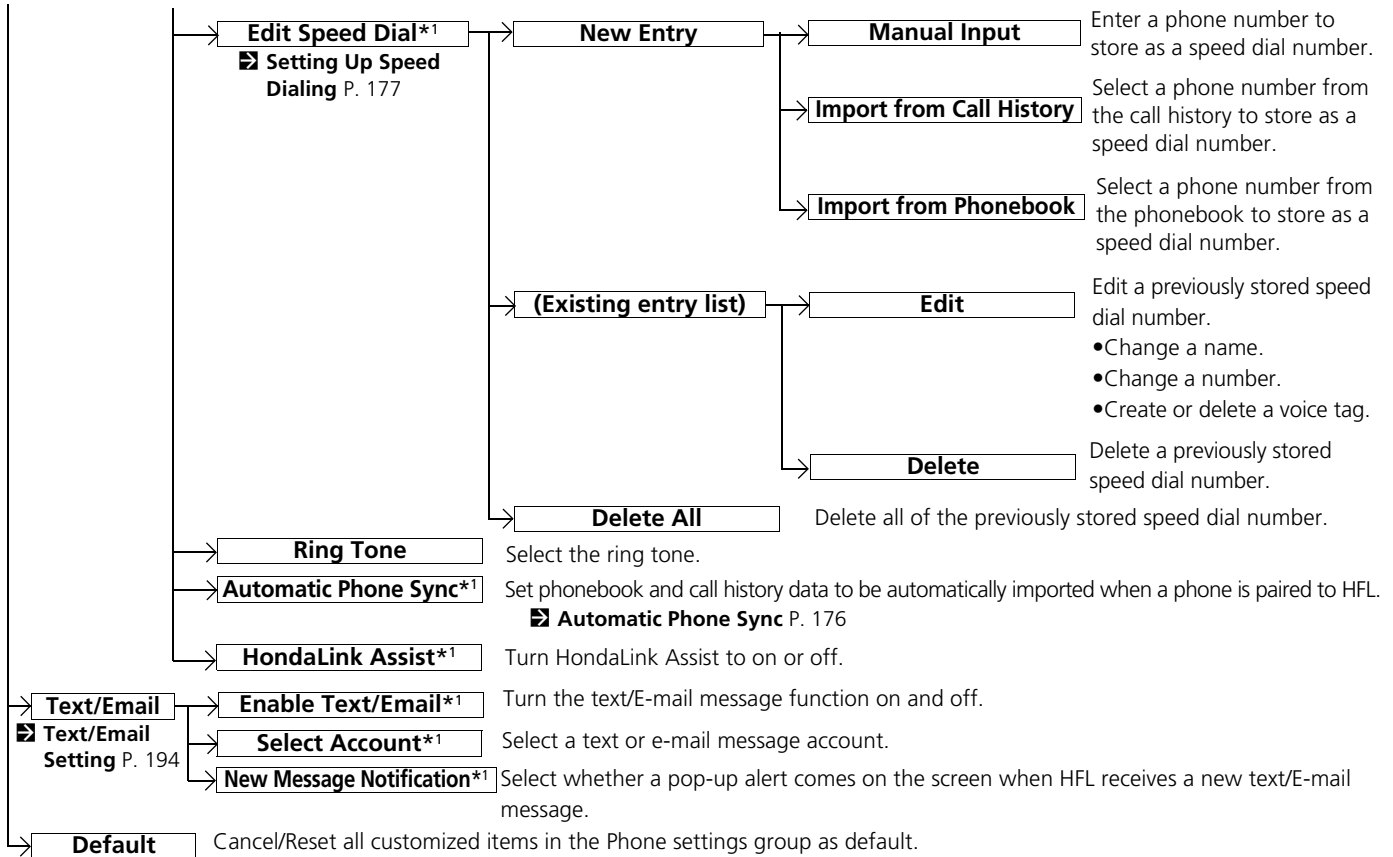 Edit Speed Dial*1
Setting Up Speed
Dialing P. 177
New Entry
Manual Input
Enter a phone number to
store as a speed dial number.
Import from Call History
Select a phone number from
the call history to store as a
speed dial number.
Import from Phonebook
Select a phone number from
the phonebook to store as a
speed dial number.
(Existing entry list)
Edit
Edit a previously stored speed
dial number.
•Change a name.
•Change a number.
•Create or delete a voice tag.
Delete
Delete a previously stored
speed dial number.
Delete All
Delete all of the previously stored speed dial number.
Ring Tone
Select the ring tone.
Automatic Phone Sync*1
Set phonebook and call history data to be automatically imported when a phone is paired to HFL.
Automatic Phone Sync P. 176
HondaLink Assist*1
Turn HondaLink Assist to on or off.
Text/Email
Text/Email
Setting P. 194
Enable Text/Email*1
Turn the text/E-mail message function on and off.
Select Account*1
Select a text or e-mail message account.
New Message Notification*1
Select whether a pop-up alert comes on the screen when HFL receives a new text/E-mail
message.
Default
Cancel/Reset all customized items in the Phone settings group as default.